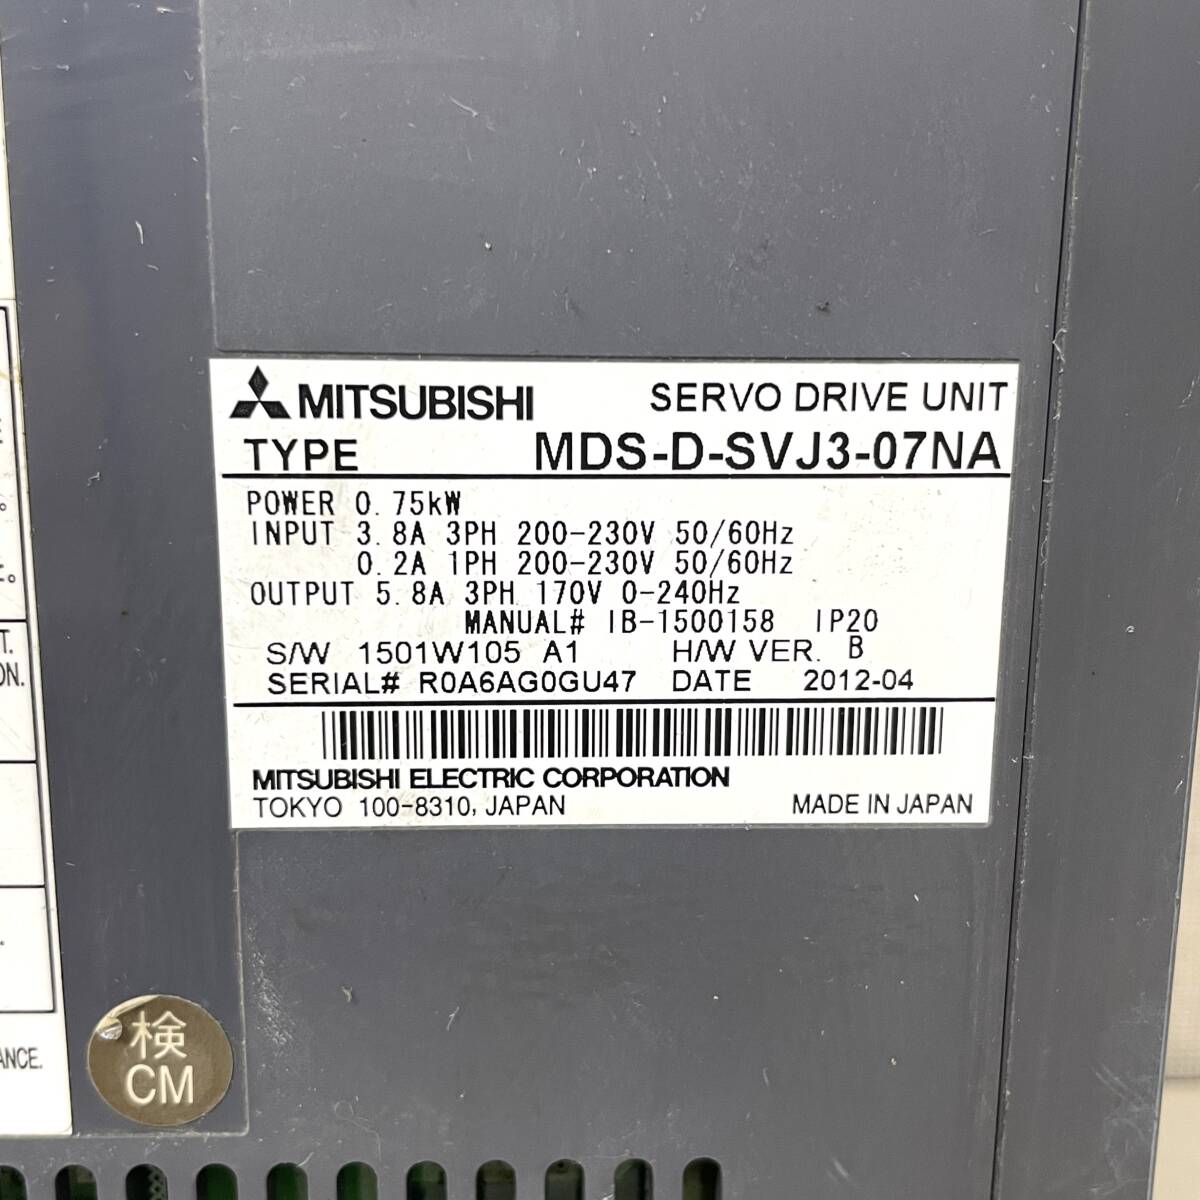 MITSUBISHI SERVO DRIVE UNIT
TYPE MDS-D-SVJ3-07NA
POWER 0.75kW
INPUT 3.8A 3PH 200-230V 50/60Hz
0.2A 1PH 200-230V 50/60Hz
OUTPUT 5.8A 3PH 170V 0-240Hz
MANUAL# IB-1500158 IP20
S/W 1501W105 A1 H/W VER. B
SERIAL# R0A6AG0GU47 DATE 2012-04
MITSUBISHI ELECTRIC CORPORATION
TOKYO 100-8310, JAPAN MADE IN JAPAN
検
CM